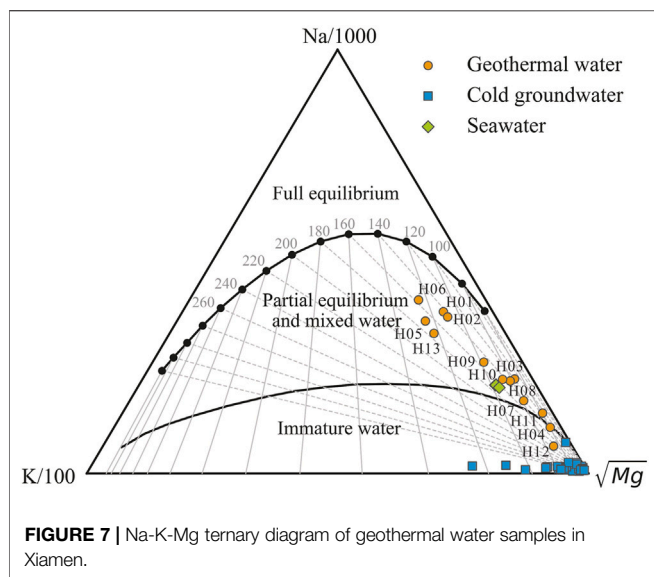 Na/1000
Geothermal water
Cold groundwater
Seawater
Full equilibrium
160
140
180
120
200
100
220
240
260
H06
H01
H02
Partial equilibrium
and mixed water
H05
H13
H09
H03
H10
H08
H07
H11
H04
H12
Immature water
K/100
√Mg
FIGURE 7 | Na-K-Mg ternary diagram of geothermal water samples in
Xiamen.